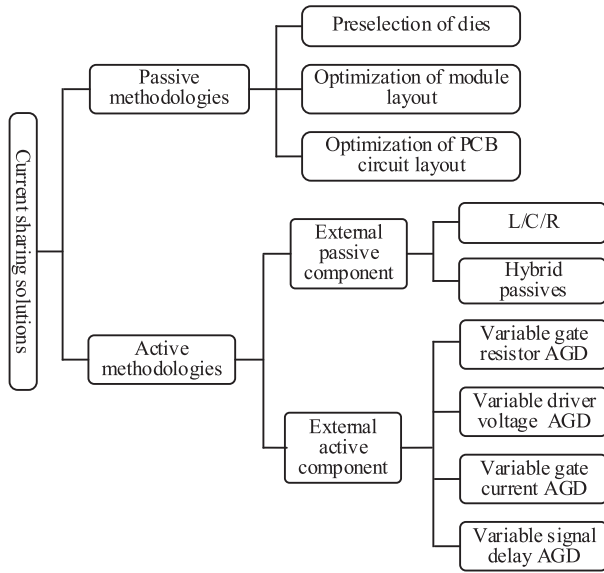 Current sharing solutions
Passive
methodologies
Preselection of dies
Optimization of module
layout
Optimization of PCB
circuit layout
Active
methodologies
External
passive
component
L/C/R
Hybrid
passives
External
active
component
Variable gate
resistor AGD
Variable driver
voltage AGD
Variable gate
current AGD
Variable signal
delay AGD